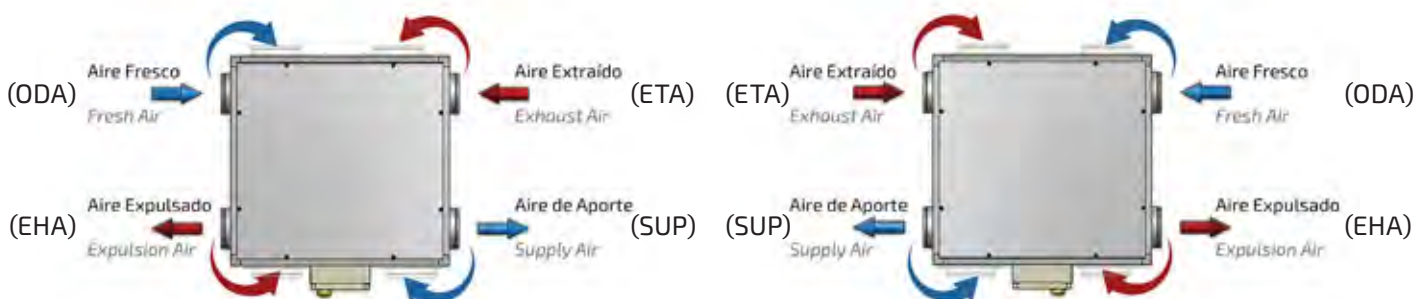 Aire Fresco
(ODA)
Fresh Air
Aire Extraído
(ETA)
Exhaust Air
Aire Expulsado
(EHA)
Expulsion Air
Aire de Aporte
(SUP)
Supply Air
Aire Extraído
(ETA)
Exhaust Air
Aire Fresco
(ODA)
Fresh Air
Aire de Aporte
(SUP)
Supply Air
Aire Expulsado
(EHA)
Expulsion Air